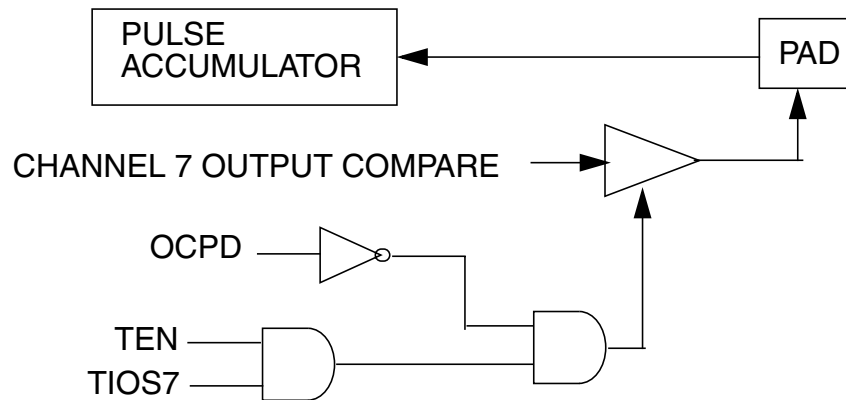 PULSE
ACCUMULATOR
PAD
CHANNEL 7 OUTPUT COMPARE
OCPD
TEN
TIOS7